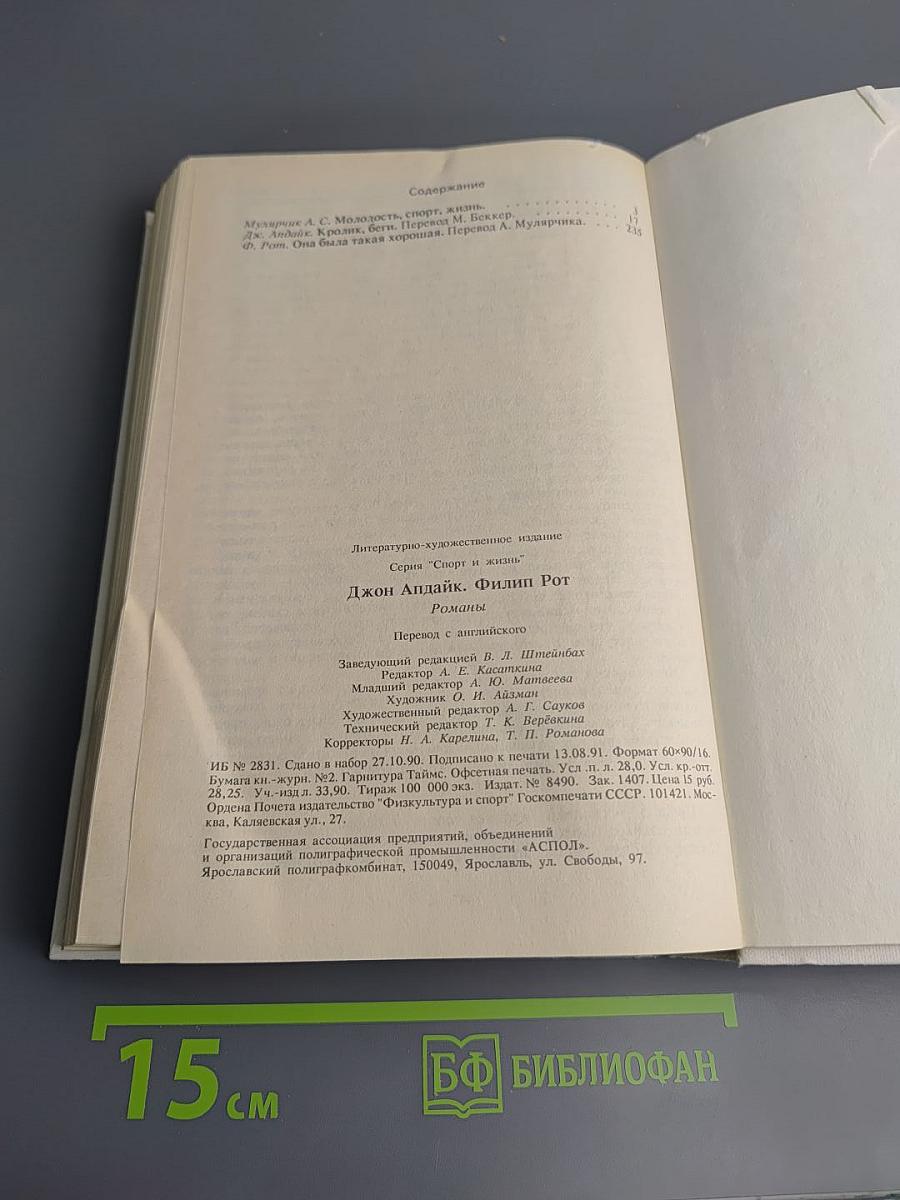 Содержание
Мулярчик А. С. Молодость, спорт, жизнь. . . . . . . . . . 3
Дж. Апдайк. Кролик, беги. Перевод М. Беккер. . . . . . . . 17
Ф. Рот. Она была такая хорошая. Перевод А. Мулярчика. . . . 235
Литературно-художественное издание
Серия "Спорт и жизнь"
Джон Апдайк. Филип Рот
Романы
Перевод с английского
Заведующий редакцией В. Л. Штейнбах
Редактор А. Е. Касаткина
Младший редактор А. Ю. Матвеева
Художник О. И. Айзман
Художественный редактор А. Г. Сауков
Технический редактор Т. К. Верёвкина
Корректоры Н. А. Карелина, Т. П. Романова
ИБ № 2831. Сдано в набор 27.10.90. Подписано к печати 13.08.91. Формат 60×90/16.
Бумага кн.-журн. №2. Гарнитура Таймс. Офсетная печать. Усл .п. л. 28,0. Усл. кр.-отт.
28,25. Уч.-изд л. 33,90. Тираж 100 000 экз. Издат. № 8490. Зак. 1407. Цена 15 руб.
Ордена Почета издательство "Физкультура и спорт" Госкомпечати СССР. 101421. Мос-
ква, Каляевская ул., 27.
Государственная ассоциация предприятий, объединений
и организаций полиграфической промышленности «АСПОЛ».
Ярославский полиграфкомбинат, 150049, Ярославль, ул. Свободы, 97.
15 см
БФ БИБЛИОФАН